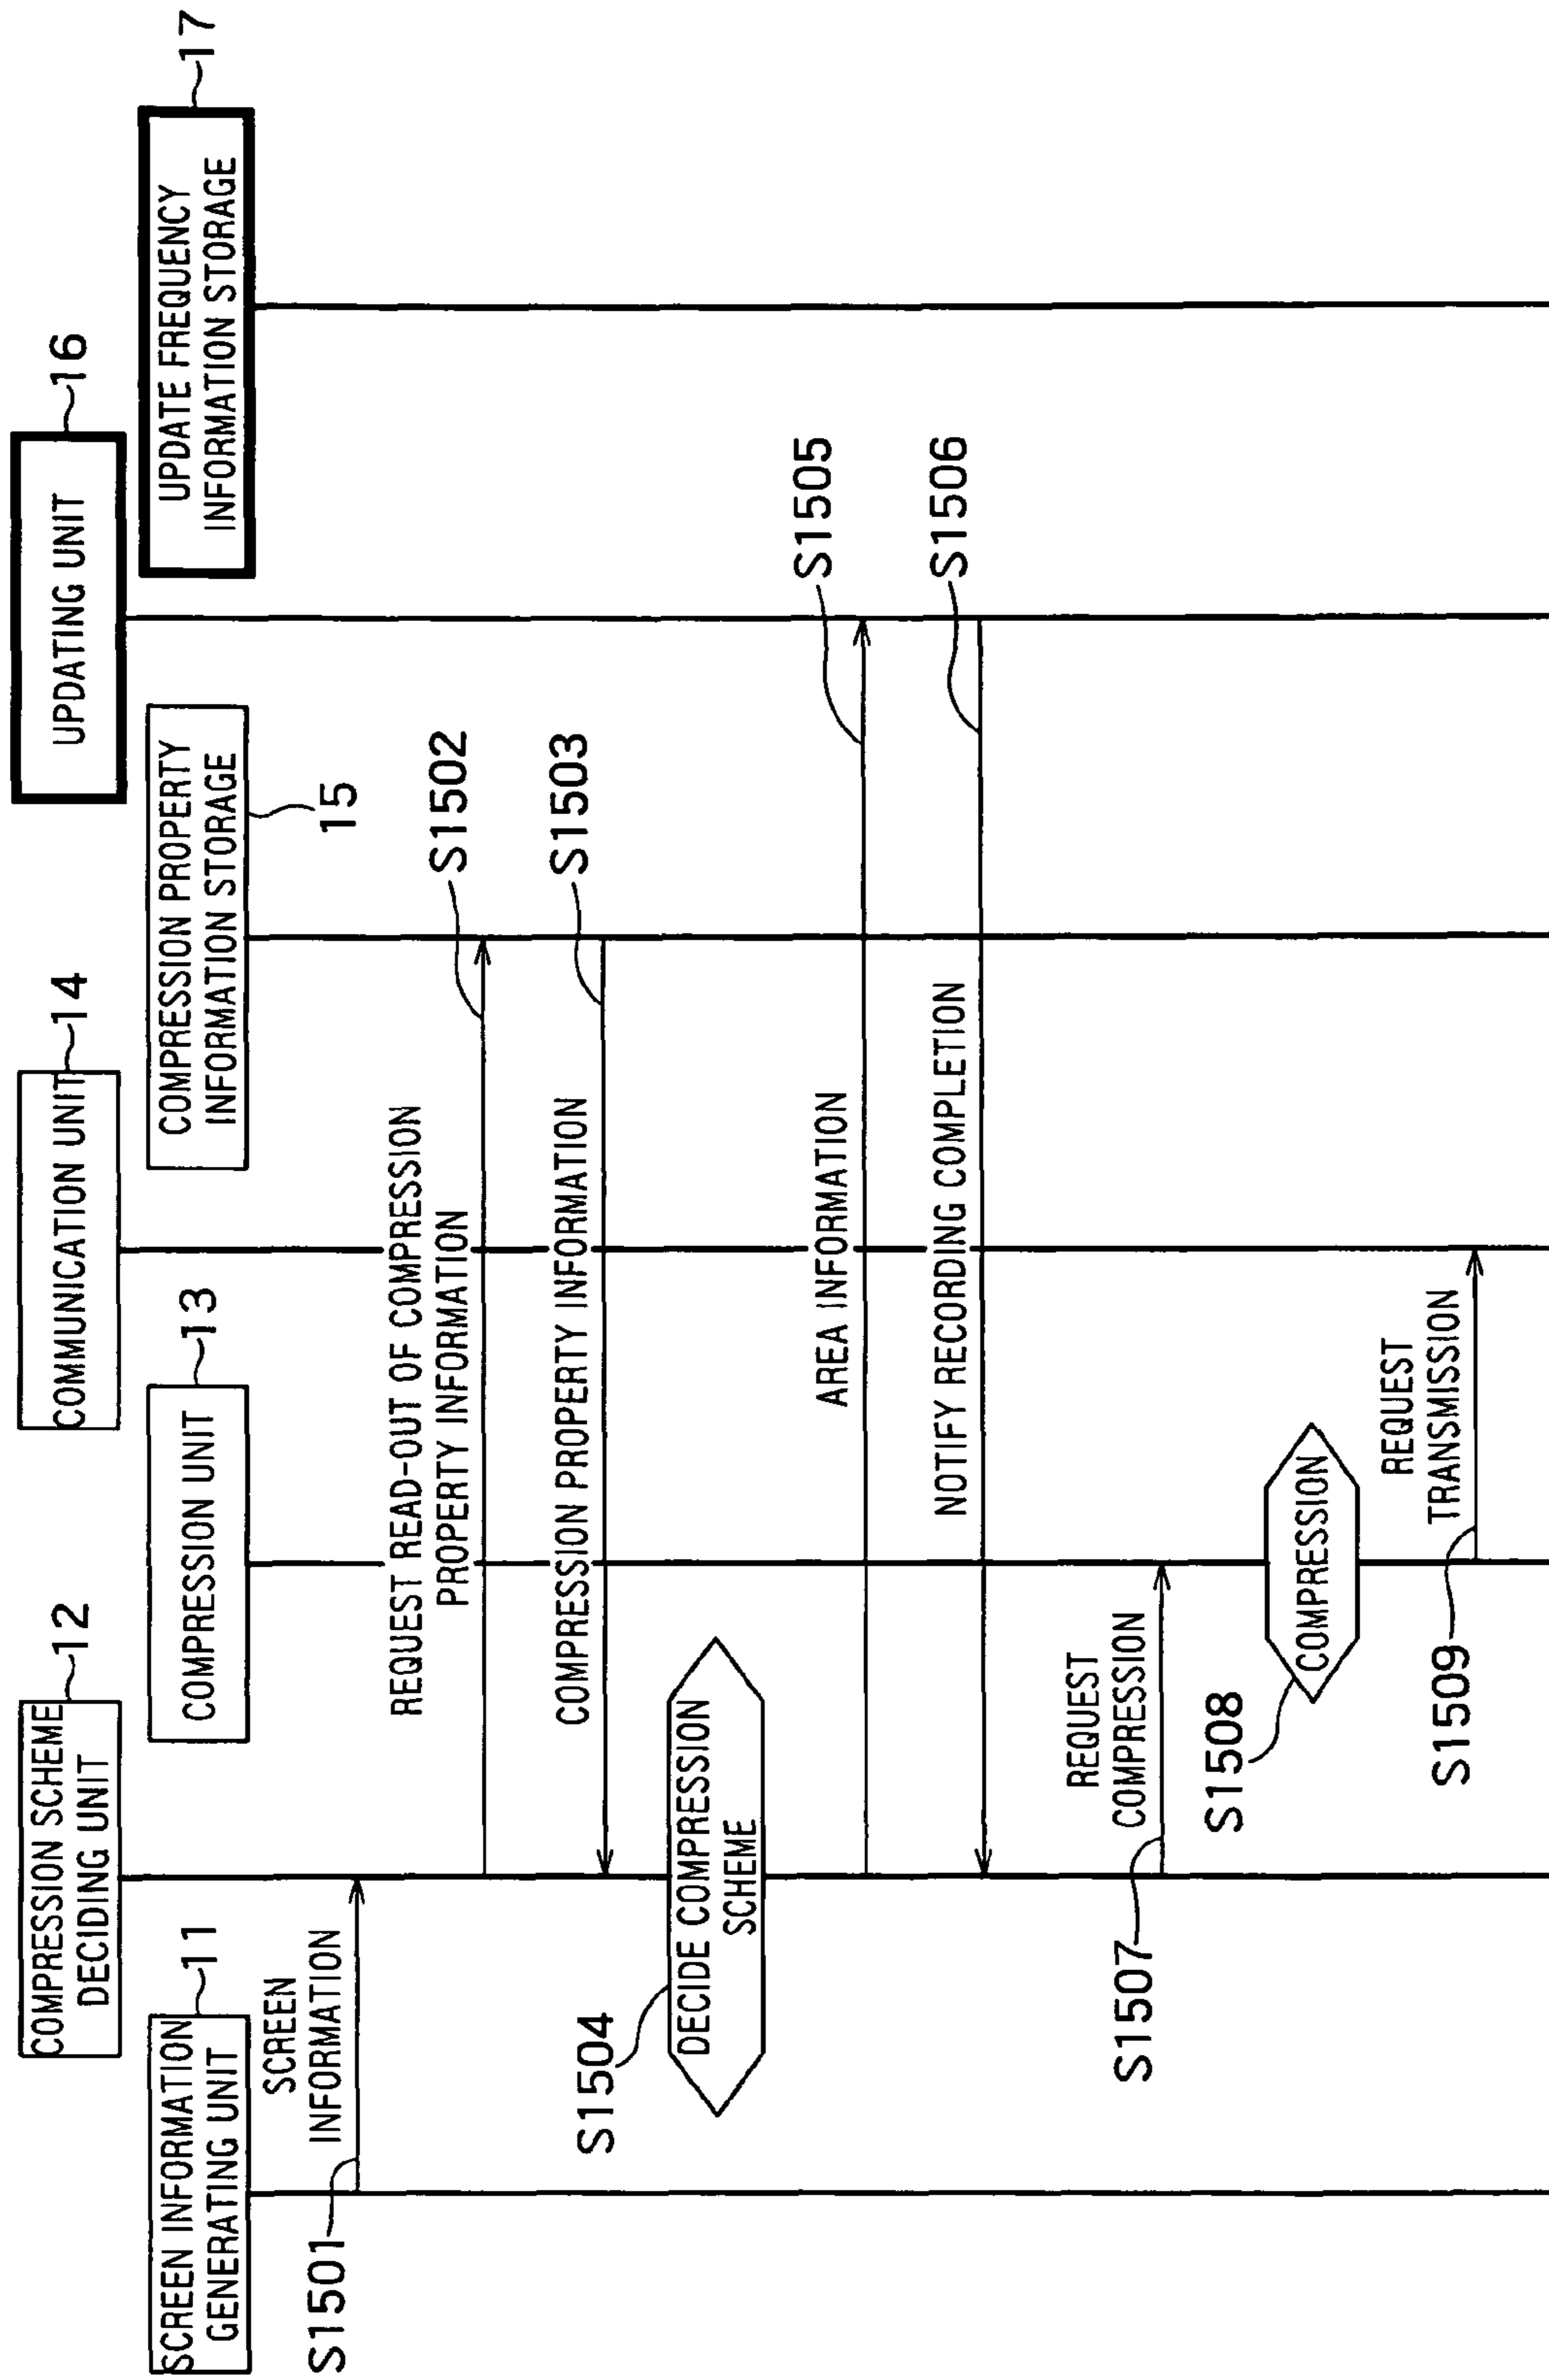 SCREEN INFORMATION
GENERATING UNIT
11
COMPRESSION SCHEME
DECIDING UNIT
12
COMPRESSION UNIT
13
COMMUNICATION UNIT
14
COMPRESSION PROPERTY
INFORMATION STORAGE
15
UPDATING UNIT
16
UPDATE FREQUENCY
INFORMATION STORAGE
17
S1501
SCREEN
INFORMATION
REQUEST READ-OUT OF COMPRESSION
PROPERTY INFORMATION
S1502
COMPRESSION PROPERTY INFORMATION
S1503
S1504
DECIDE COMPRESSION
SCHEME
AREA INFORMATION
S1505
NOTIFY RECORDING COMPLETION
S1506
S1507
REQUEST
COMPRESSION
S1508
COMPRESSION
S1509
REQUEST
TRANSMISSION